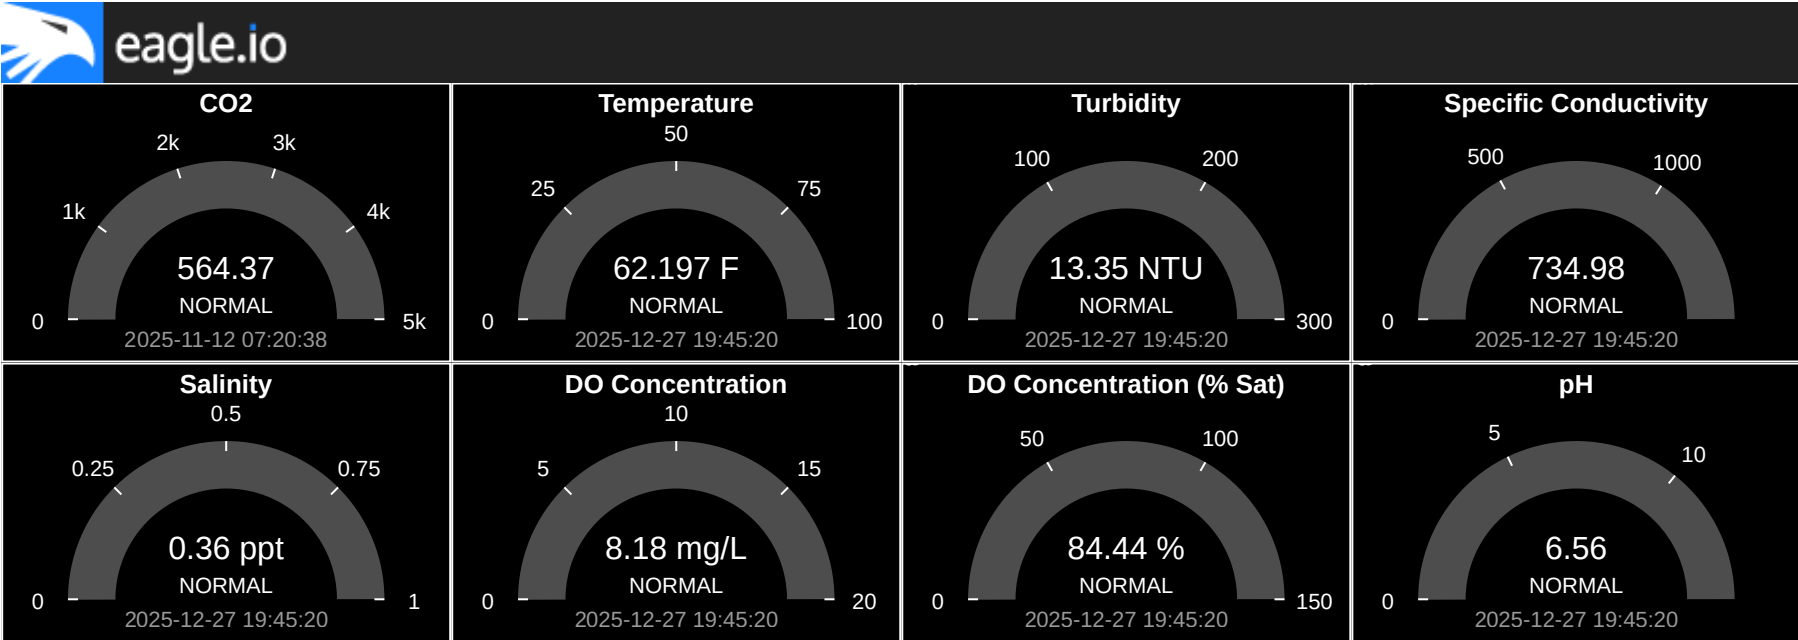 eagle.io
CO2
2k
3k
1k
4k
564.37
NORMAL
0
5k
2025-11-12 07:20:38
Temperature
50
25
75
62.197 F
NORMAL
0
100
2025-12-27 19:45:20
Turbidity
100
200
13.35 NTU
NORMAL
0
300
2025-12-27 19:45:20
Specific Conductivity
500
1000
734.98
NORMAL
0
2025-12-27 19:45:20
Salinity
0.5
0.25
0.75
0.36 ppt
NORMAL
0
1
2025-12-27 19:45:20
DO Concentration
10
5
15
8.18 mg/L
NORMAL
0
20
2025-12-27 19:45:20
DO Concentration (% Sat)
50
100
84.44 %
NORMAL
0
150
2025-12-27 19:45:20
pH
5
10
6.56
NORMAL
0
2025-12-27 19:45:20